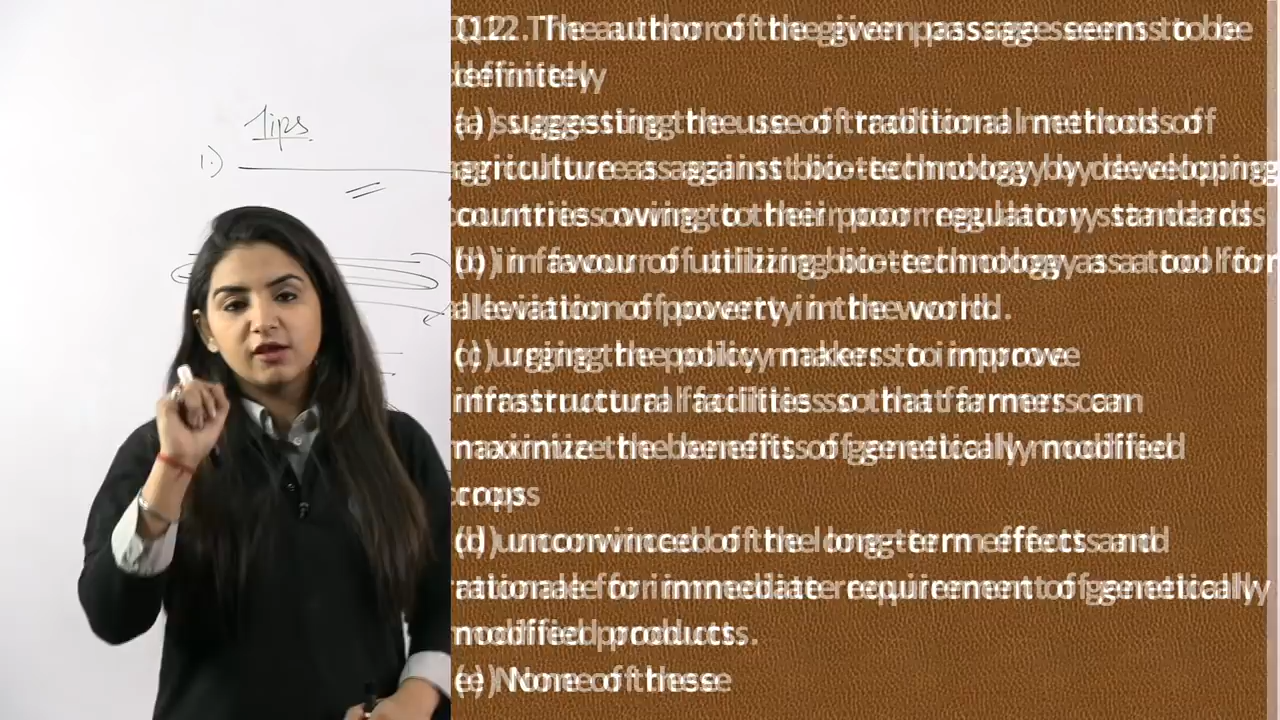 Tips
1.)
Q12. The author of the given passage seems to be
definitely
(a) suggesting the use of traditional methods of
agriculture as against bio-technology by developing
countries owing to their poor regulatory standards
(b) in favour of utilizing bio-technology as a tool for
alleviation of poverty in the world.
(c) urging the policy makers to improve
infrastructural facilities so that farmers can
maximize the benefits of genetically modified
crops
(d) unconvinced of the long-term effects and
rationale for immediate requirement of genetically
modified products.
(e) None of these